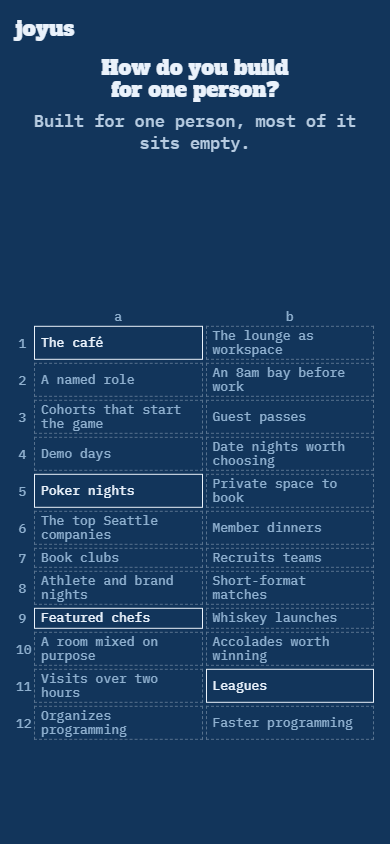 joyus
How do you build
for one person?
Built for one person, most of it
sits empty.
a b
1 The café The lounge as
workspace
2 A named role An 8am bay before
work
3 Cohorts that start
the game Guest passes
4 Demo days Date nights worth
choosing
5 Poker nights Private space to
book
6 The top Seattle
companies Member dinners
7 Book clubs Recruits teams
8 Athlete and brand
nights Short-format
matches
9 Featured chefs Whiskey launches
10 A room mixed on
purpose Accolades worth
winning
11 Visits over two
hours Leagues
12 Organizes
programming Faster programming